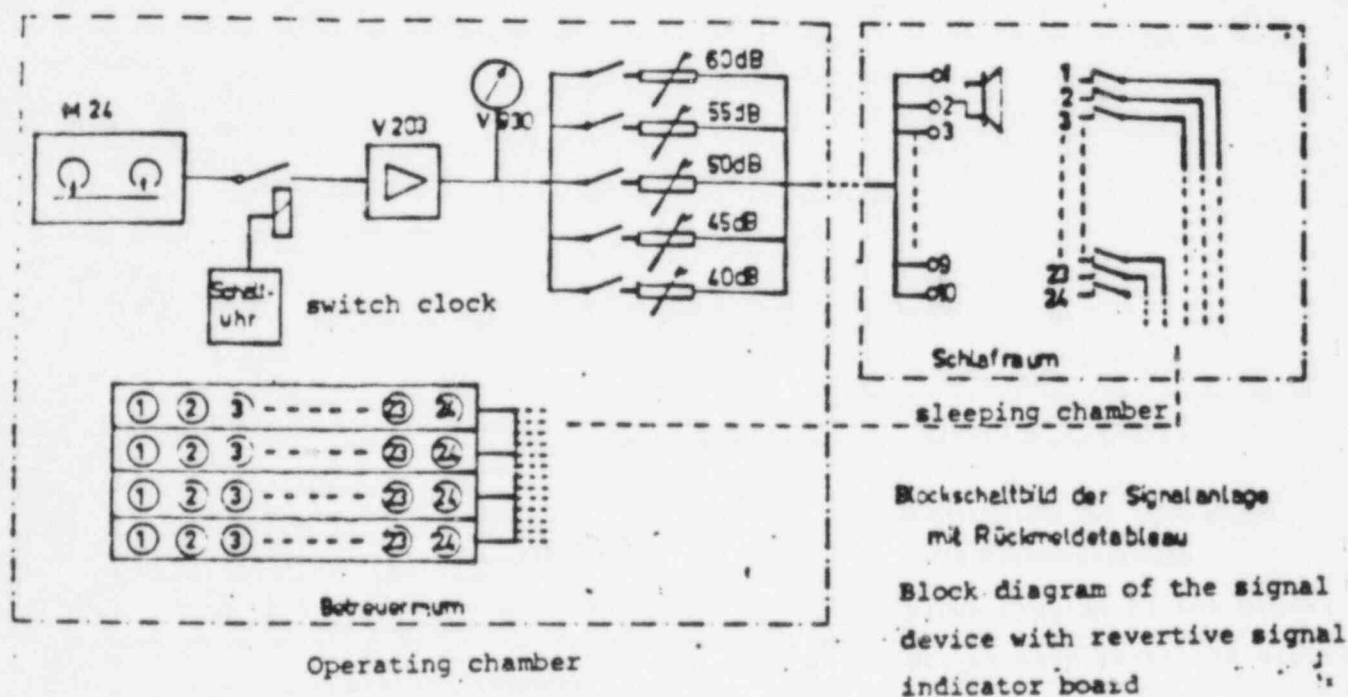 M 24
V 203
60dB
55dB
50dB
45dB
40dB
Schalt-
uhr
switch clock
1 2 3 23 24
1 2 3 23 24
1 2 3 23 24
1 2 3 23 24
Betreuerraum
Operating chamber
1
2
3
9
10
1
2
3
23
24
Schlafraum
sleeping chamber
Blockschaltbild der Signalanlage
mit Rückmeldetableau
Block diagram of the signal
device with revertive signal
indicator board